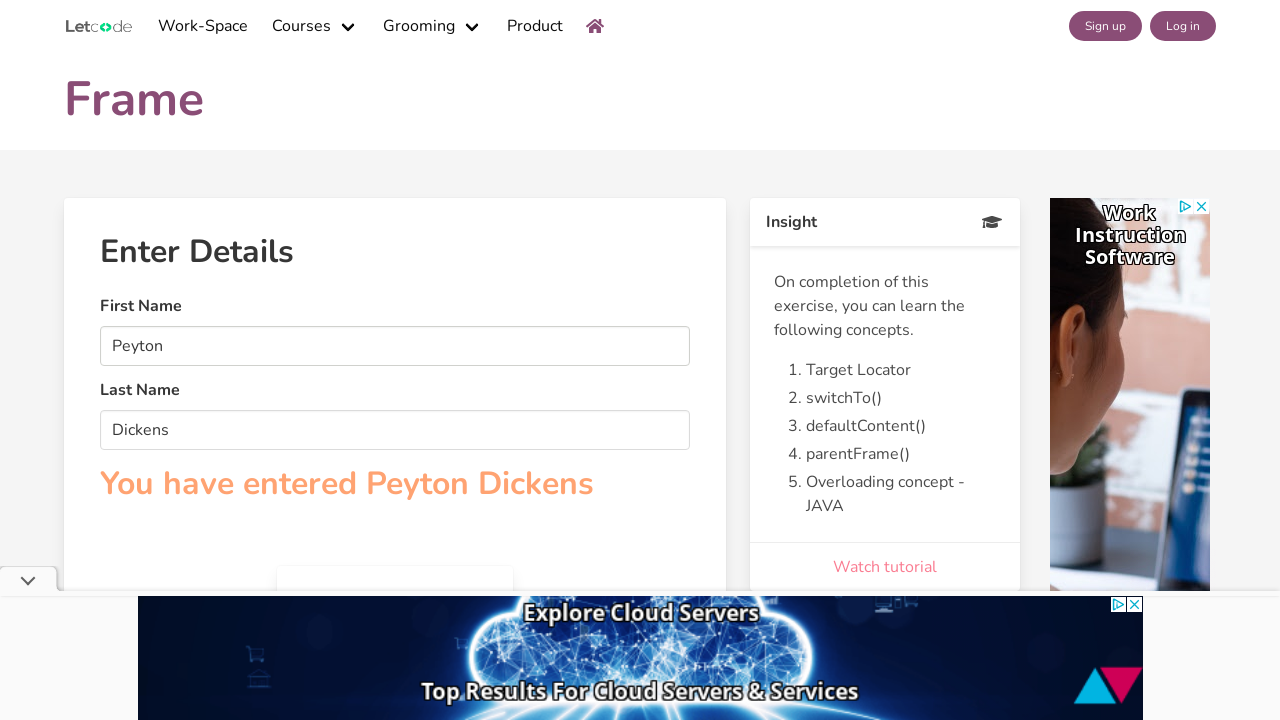 Letcode
Work-Space
Courses
Grooming
Product
Sign up
Log in
Frame
Enter Details
First Name
Peyton
Last Name
Dickens
You have entered Peyton Dickens
Insight
On completion of this
exercise, you can learn the
following concepts.
1. Target Locator
2. switchTo()
3. defaultContent()
4. parentFrame()
5. Overloading concept -
JAVA
Watch tutorial
Work
Instruction
Software
Explore Cloud Servers
Top Results For Cloud Servers & Services